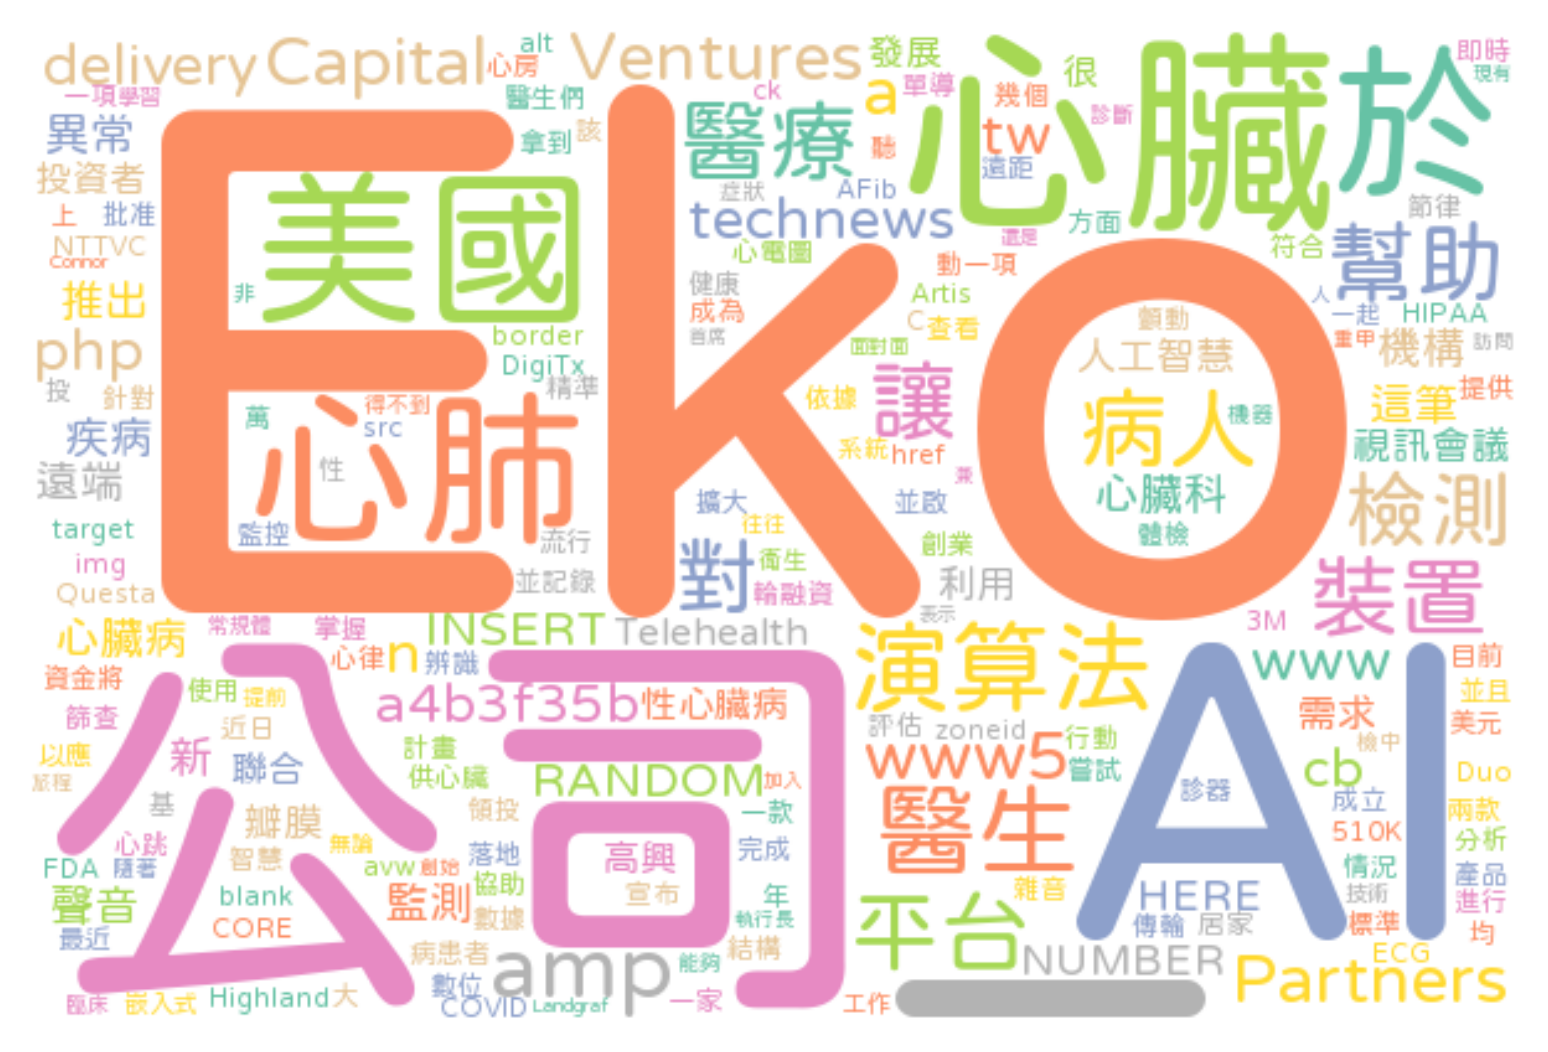 delivery
Capital
心房
alt
Ventures
發展
很
心臟
於
即時
現有
一項學習
醫生們
ck
a
單導
幾個
診斷
異常
拿到
該
醫療
聽
tw
遠距
投資者
症狀
AFib
節律
上
批准
technews
還是
方面
符合
幫助
NTTVC
Connor
美國
心電圖
動一項
推出
非
健康
成為
首席
Artis
C
查看
人
一起
HIPAA
Eko
顫動
重甲
機構
訪問
php
border
面對面
人工智慧
DigiTx
精準
投
針對
讓
依據
病人
機器
這筆
提供
萬
得不到
src
疾病
心肺
性
系統
href
兼
視訊會議
遠端
擴大
並啟
心臟科
檢測
target
監控
流行
往往
體檢
img
對
衛生
創業
Questa
並記錄
輪融資
利用
裝置
表示
3M
心臟病
常規體
掌握
INSERT
Telehealth
演算法
資金將
心律
n
辨識
www
目前
公司
使用
提前
a4b3f35b
性心臟病
並且
篩查
近日
評估
zoneid
行動
需求
美元
以應
新
聯合
計畫
www5
嘗試
檢中
旅程
供心臟
RANDOM
加入
cb
Duo
基
瓣膜
領投
一款
醫生
診器
成立
兩款
心跳
無論
510K
分析
FDA
隨著
智慧
avw
創始
落地
高興
完成
AI
情況
產品
聲音
blank
監測
協助
宣布
年
雜音
HERE
技術
進行
CORE
數據
執行長
平台
傳輸
居家
標準
均
最近
病患者
結構
能夠
NUMBER
ECG
數位
amp
臨床
嵌入式
Highland
大
COVID
Landgraf
一家
工作
Partners